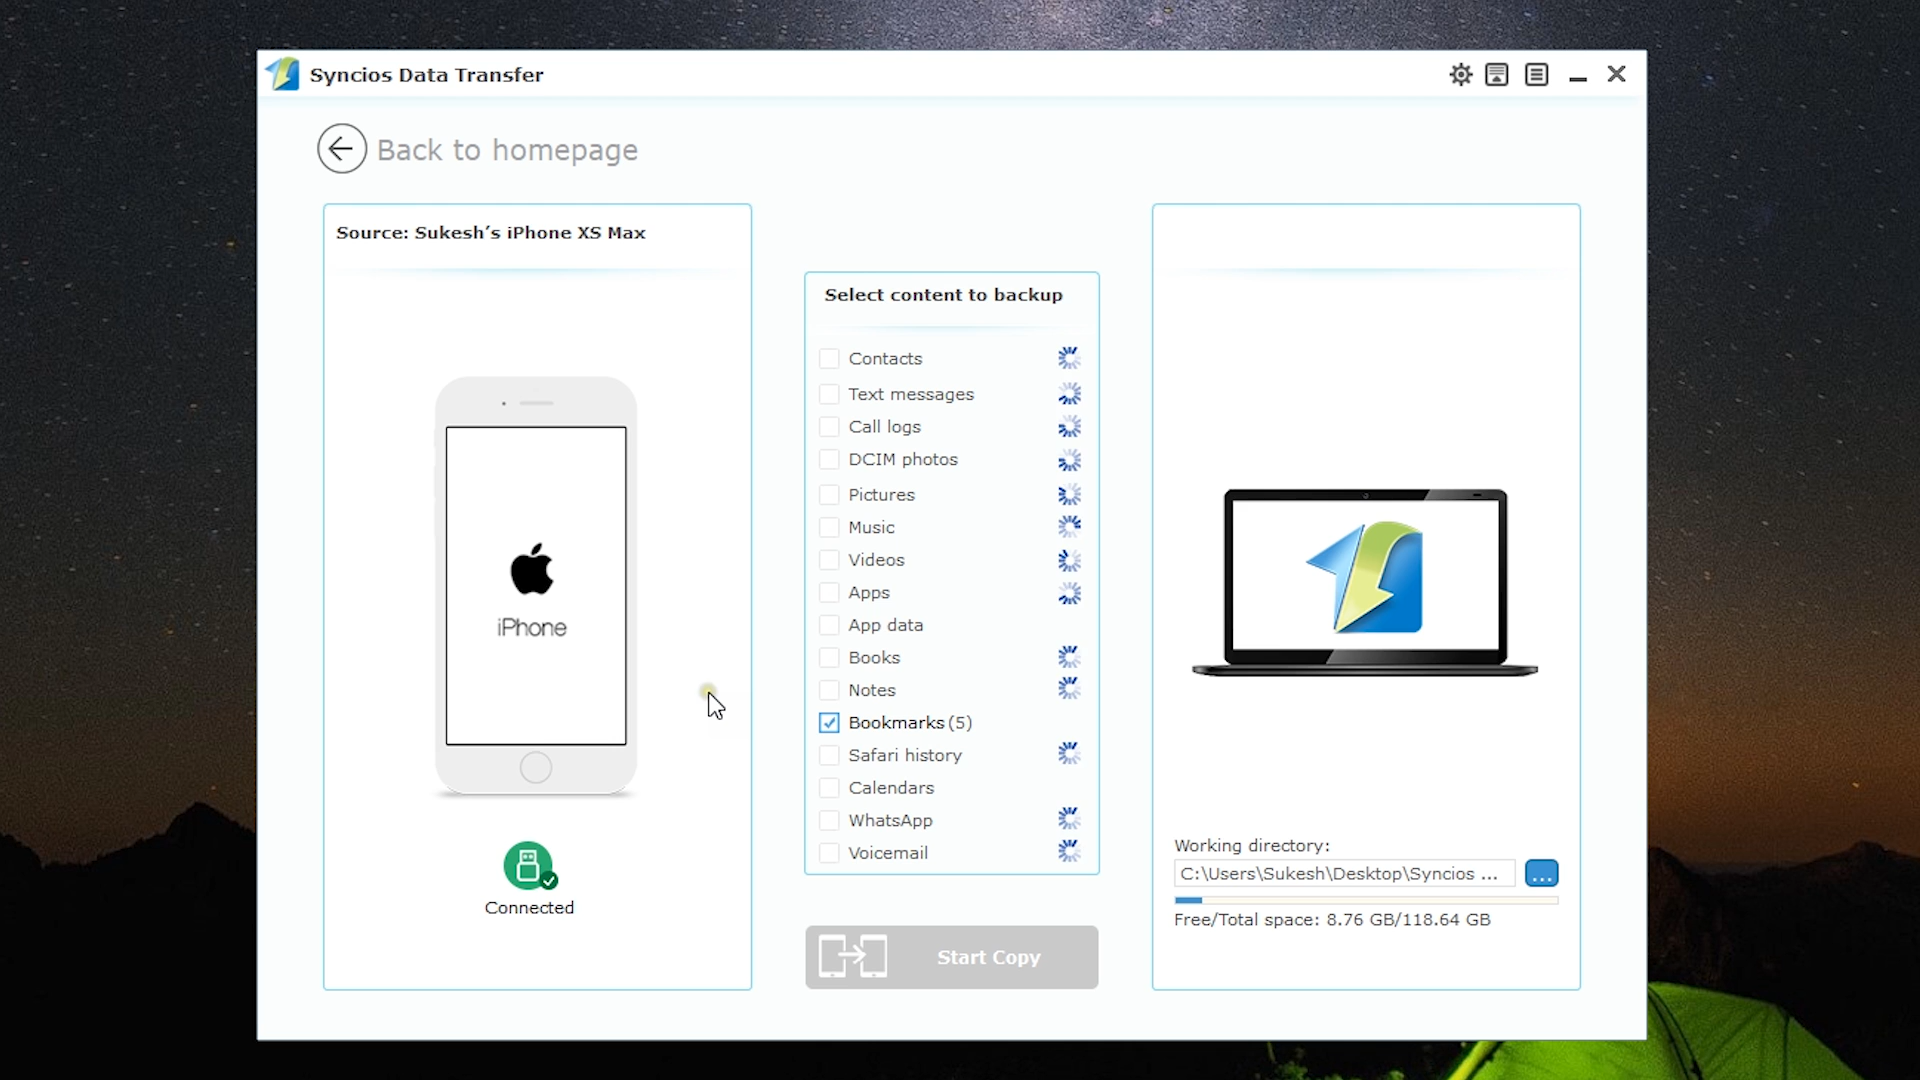 Syncios Data Transfer
Back to homepage
Source: Sukesh’s iPhone XS Max
iPhone
Connected
Select content to backup
Contacts
Text messages
Call logs
DCIM photos
Pictures
Music
Videos
Apps
App data
Books
Notes
Bookmarks (5)
Safari history
Calendars
WhatsApp
Voicemail
Start Copy
Working directory:
C:\Users\Sukesh\Desktop\Syncios ...
...
Free/Total space: 8.76 GB/118.64 GB